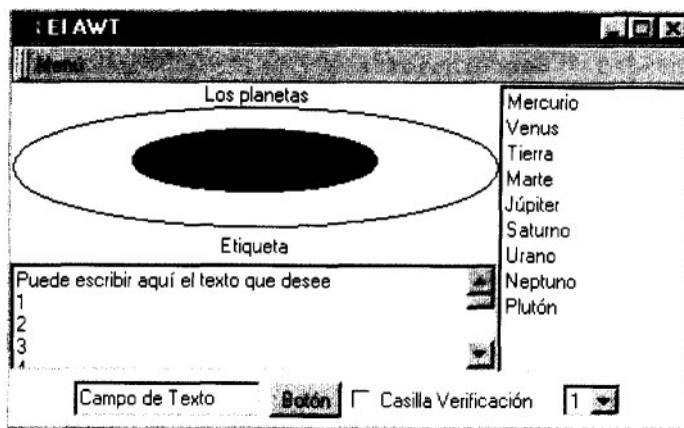 El AWT
Menú
Los planetas
Etiqueta
Puede escribir aquí el texto que desee
1
2
3
4
Mercurio
Venus
Tierra
Marte
Júpiter
Saturno
Urano
Neptuno
Plutón
Campo de Texto
Botón
Casilla Verificación
1